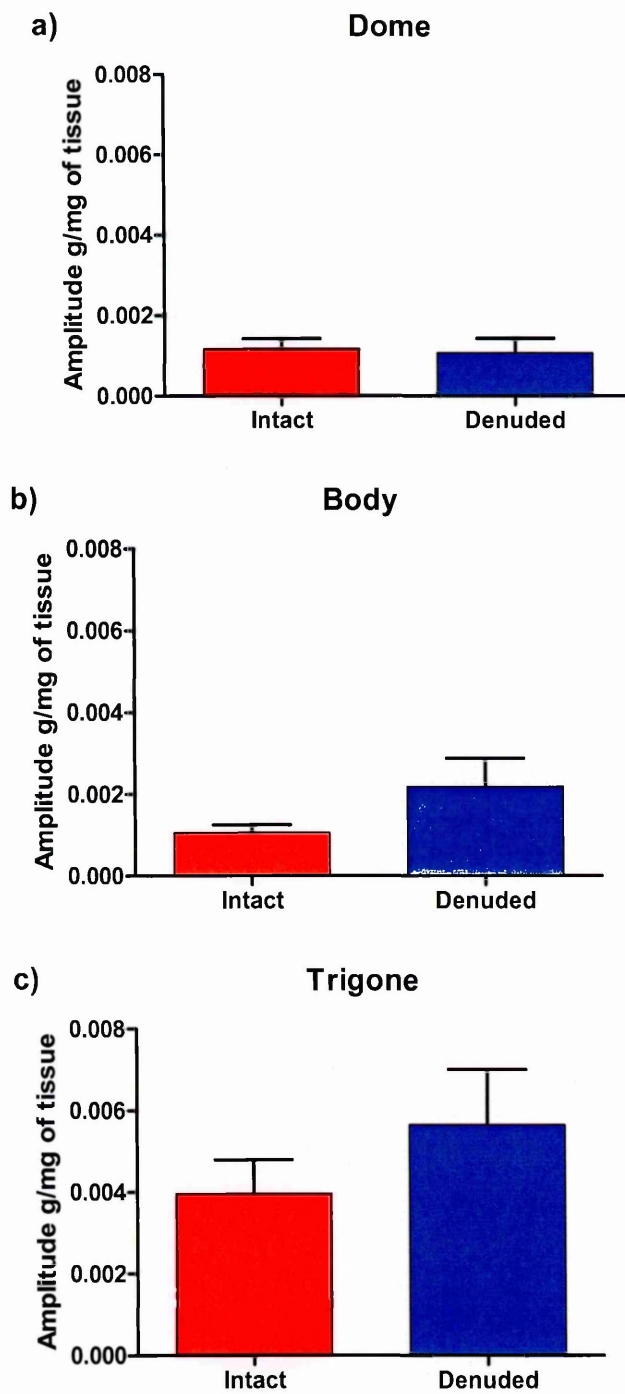 a)
Dome
Amplitude g/mg of tissue
0.008
0.006
0.004
0.002
0.000
Intact Denuded
b)
Body
Amplitude g/mg of tissue
0.008
0.006
0.004
0.002
0.000
Intact Denuded
c)
Trigone
Amplitude g/mg of tissue
0.008
0.006
0.004
0.002
0.000
Intact Denuded